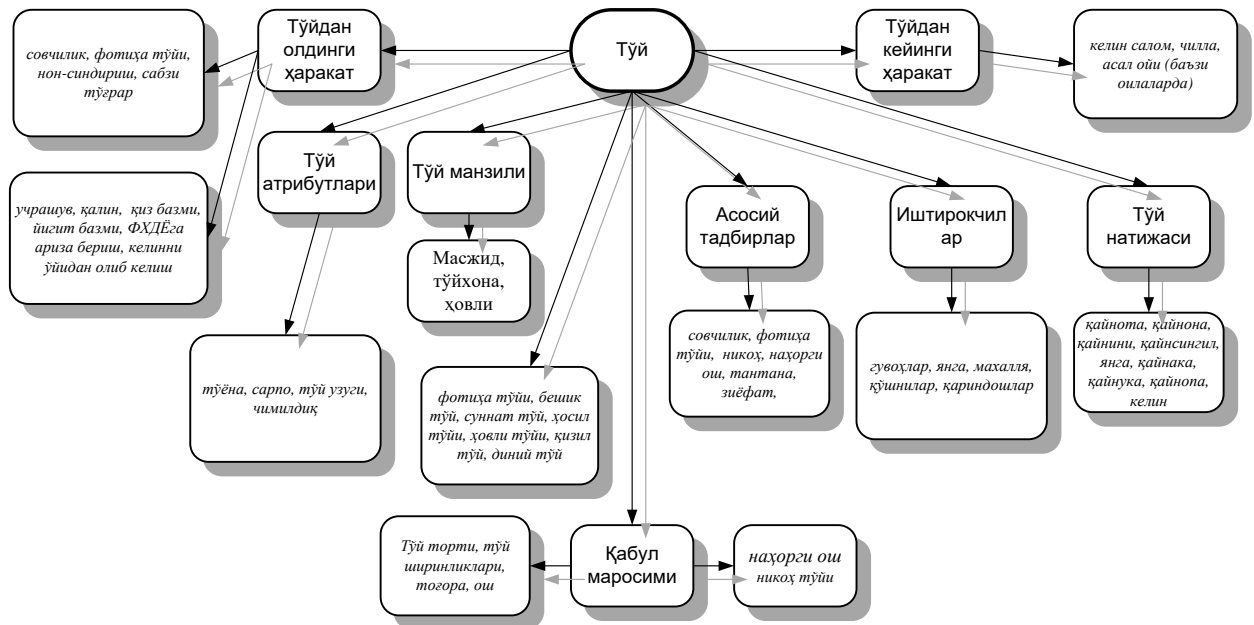 Тўй
Тўйдан
олдинги
ҳаракат
Тўйдан
кейинги
ҳаракат
совчилик, фотиҳа тўйи,
нон-синдириш, сабзи
тўғрар
келин салом, чилла,
асал ойи (баъзи
оилаларда)
учрашув, қалин, қиз базми,
йигит базми, ФХДЁга
ариза бериш, келинни
ўйидан олиб келиш
Тўй
атрибутлари
Тўй манзили
Асосий
тадбирлар
Иштирокчил
ар
Тўй
натижаси
Масжид,
тўйхона,
ҳовли
тўёна, сарпо, тўй узуги,
чимилдиқ
фотиҳа тўйи, бешик
тўй, суннат тўй, ҳосил
тўйи, ҳовли тўйи, қизил
тўй, диний тўй
совчилик, фотиҳа
тўйи, никоҳ, наҳорги
ош, тантана,
зиёфат,
гувоҳлар, янга, махалля,
қўшнилар, қариндошлар
қайнота, қайнона,
қайнини, қайнсингил,
янга, қайнака,
қайнука, қайнопа,
келин
Тўй торти, тўй
ширинликлари,
тоғора, ош
Қабул
маросими
наҳорги ош
никоҳ тўйи